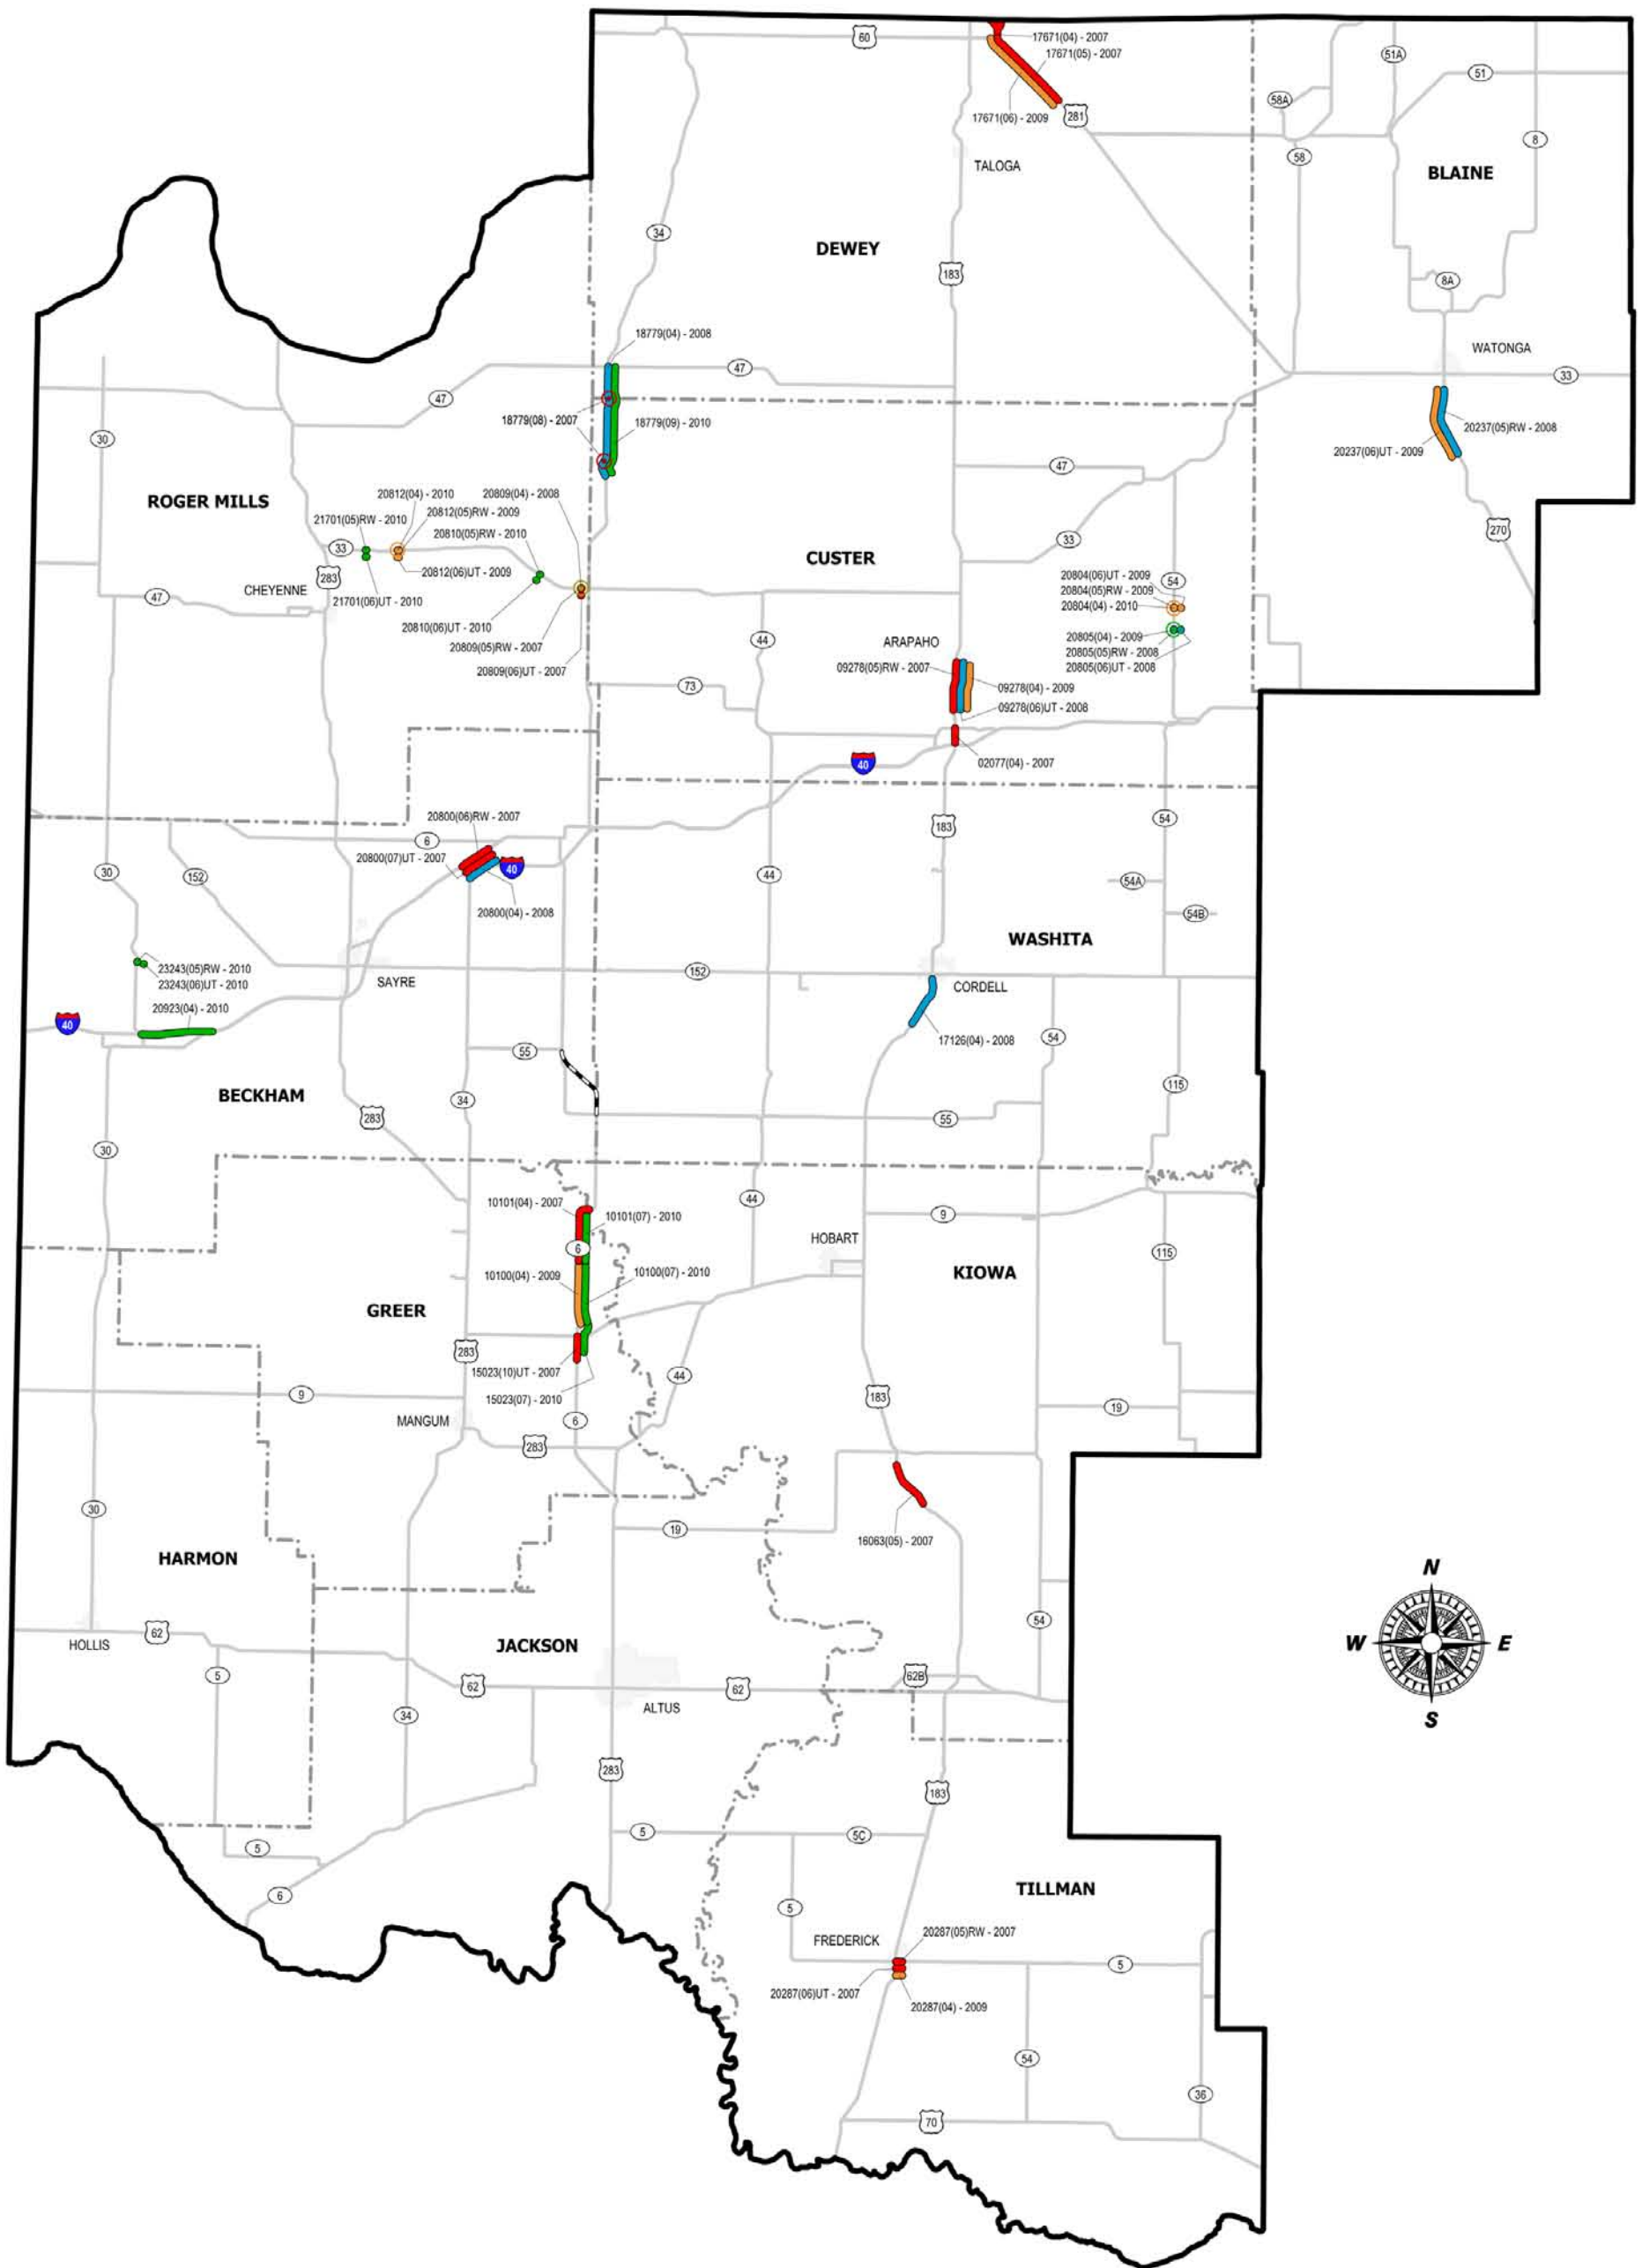 60
17671(04) - 2007
17671(05) - 2007
51A
51
58A
17671(06) - 2009
281
8
58
TALOGA
BLAINE
34
DEWEY
183
8A
18779(04) - 2008
WATONGA
47
33
47
18779(08) - 2007
18779(09) - 2010
20237(05)RW - 2008
30
20237(06)UT - 2009
47
20812(04) - 2010
20809(04) - 2008
ROGER MILLS
20812(05)RW - 2009
21701(05)RW - 2010
20810(05)RW - 2010
270
33
33
CUSTER
20812(06)UT - 2009
283
CHEYENNE
20804(06)UT - 2009
54
20804(05)RW - 2009
47
21701(06)UT - 2010
20804(04) - 2010
20810(06)UT - 2010
44
ARAPAHO
20805(04) - 2009
20809(05)RW - 2007
20805(05)RW - 2008
20809(06)UT - 2007
09278(05)RW - 2007
20805(06)UT - 2008
73
09278(04) - 2009
09278(06)UT - 2008
40
02077(04) - 2007
20800(06)RW - 2007
183
54
6
20800(07)UT - 2007
40
30
152
44
54A
20800(04) - 2008
54B
WASHITA
23243(05)RW - 2010
152
23243(06)UT - 2010
SAYRE
CORDELL
20923(04) - 2010
40
17126(04) - 2008
54
55
115
BECKHAM
34
283
55
30
10101(04) - 2007
44
10101(07) - 2010
9
6
HOBART
115
10100(04) - 2009
10100(07) - 2010
KIOWA
GREER
283
15023(10)UT - 2007
44
9
15023(07) - 2010
183
19
MANGUM
6
283
30
19
16063(05) - 2007
HARMON
N
54
62
HOLLIS
JACKSON
W
E
5
62
62
62B
ALTUS
34
S
283
183
5
5C
5
TILLMAN
6
5
FREDERICK
20287(05)RW - 2007
5
20287(06)UT - 2007
20287(04) - 2009
54
36
70